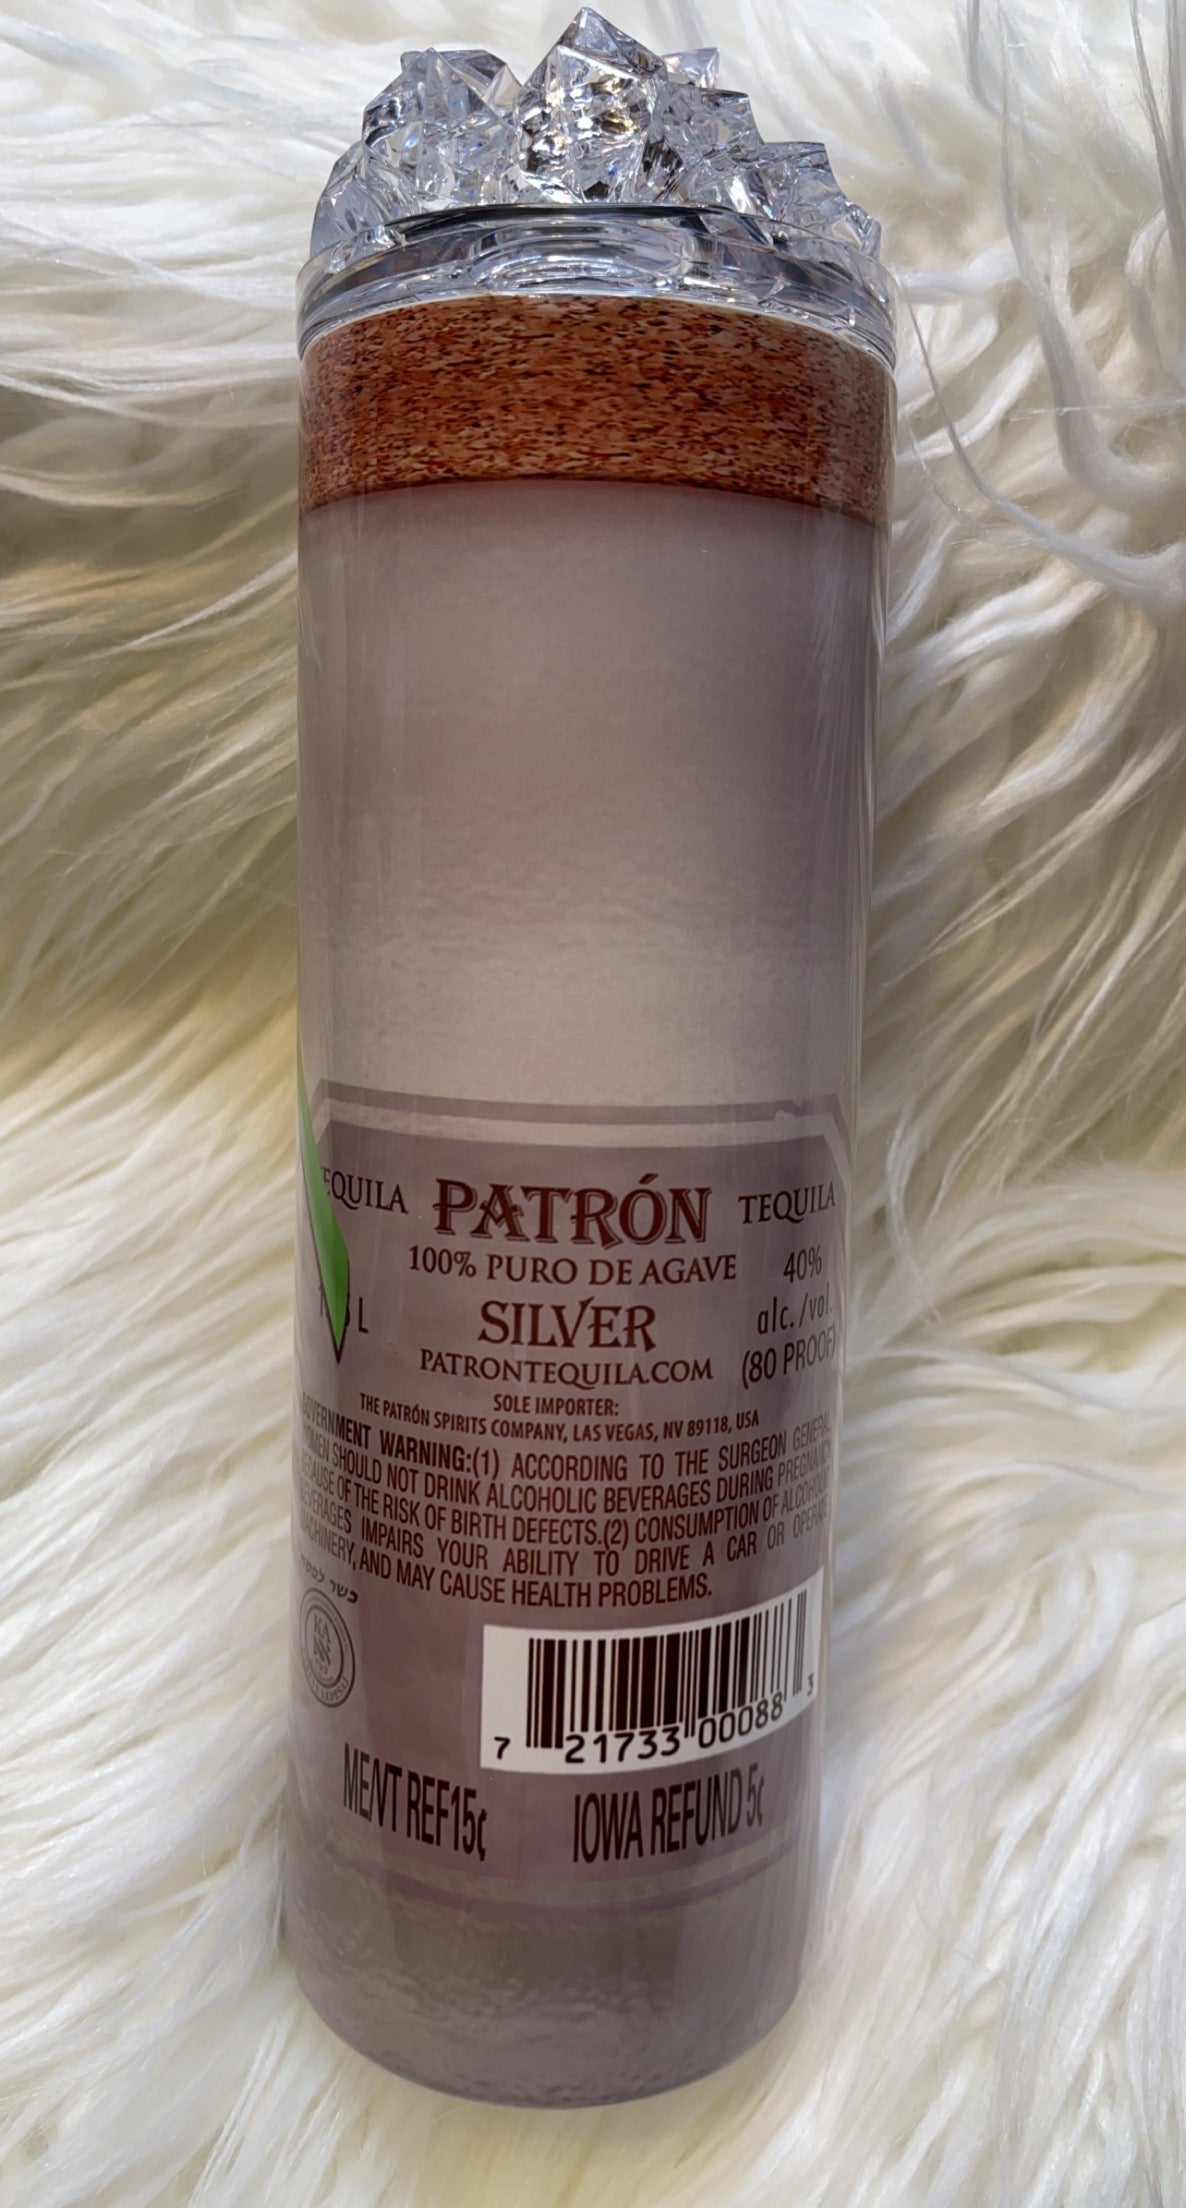 TEQUILA PATRÓN TEQUILA
100% PURO DE AGAVE 40%
L SILVER alc./vol.
PATRONTEQUILA.COM (80 PROOF)
SOLE IMPORTER:
THE PATRÓN SPIRITS COMPANY, LAS VEGAS, NV 89118, USA
GOVERNMENT WARNING:(1) ACCORDING TO THE SURGEON GENERAL
WOMEN SHOULD NOT DRINK ALCOHOLIC BEVERAGES DURING PREGNANCY
BECAUSE OF THE RISK OF BIRTH DEFECTS.(2) CONSUMPTION OF ALCOHOLIC
BEVERAGES IMPAIRS YOUR ABILITY TO DRIVE A CAR OR OPERATE
MACHINERY, AND MAY CAUSE HEALTH PROBLEMS.
כשר לפסח
KA
7 21733 00088 3
ME/VT REF15¢ IOWA REFUND 5¢